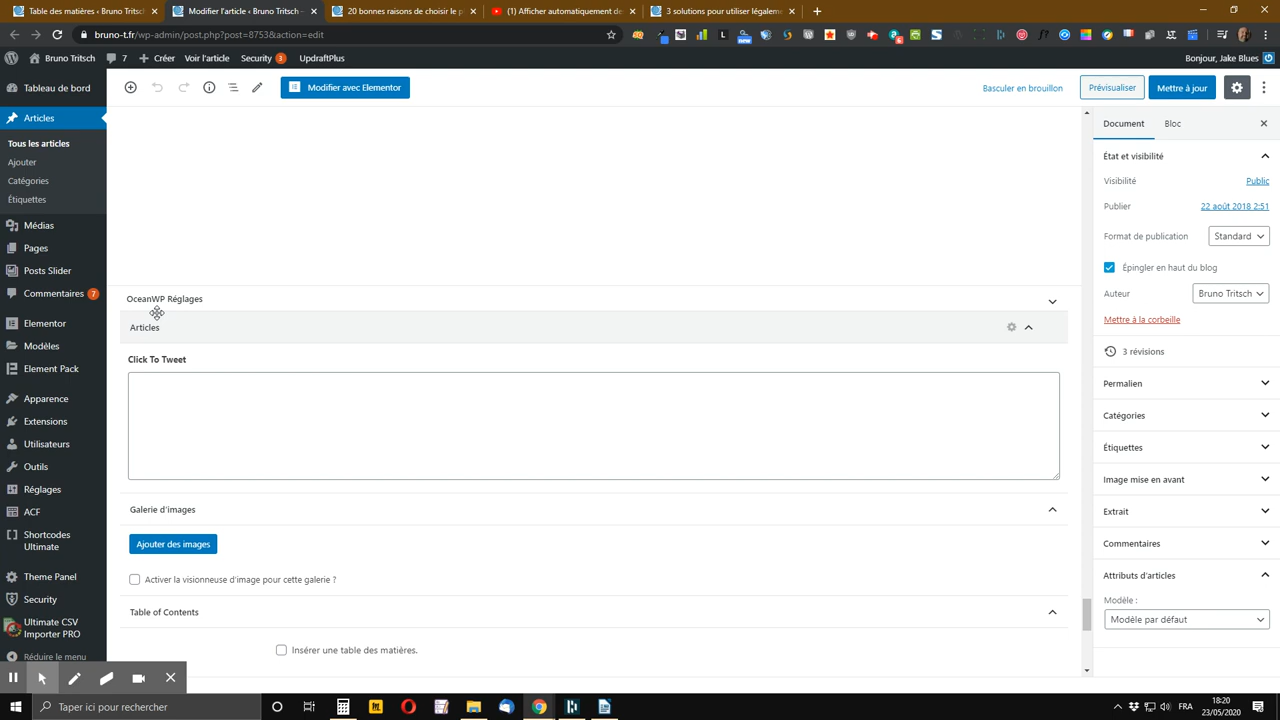 Table des matières •
Modifier l'article ‹ Bruno Tritsch
20 bonnes raisons de choisir le p
(1) Afficher automatiquement de
3 solutions pour utiliser légaleme
bruno-t.fr/wp-admin/post.php?post=8753&action=edit
Bruno Tritsch
7
Créer
Voir l'article
Security 3
UpdraftPlus
Bonjour, Jake Blues
Tableau de bord
Articles
Tous les articles
Ajouter
Catégories
Étiquettes
Médias
Pages
Posts Slider
Commentaires 7
Elementor
Modèles
Element Pack
Apparence
Extensions
Utilisateurs
Outils
Réglages
ACF
Shortcodes
Ultimate
Theme Panel
Security
Ultimate CSV
Importer PRO
Réduire le menu
Modifier avec Elementor
Basculer en brouillon
Prévisualiser
Mettre à jour
OceanWP Réglages
Articles
Click To Tweet
Galerie d'images
Ajouter des images
Activer la visionneuse d'image pour cette galerie ?
Table of Contents
Insérer une table des matières.
Document
Bloc
État et visibilité
Visibilité
Public
Publier
22 août 2018 2:51
Format de publication
Standard
Épingler en haut du blog
Auteur
Bruno Tritsch
Mettre à la corbeille
3 révisions
Permalien
Catégories
Étiquettes
Image mise en avant
Extrait
Commentaires
Attributs d'articles
Modèle :
Modèle par défaut
Taper ici pour rechercher
FRA
18:20
23/05/2020